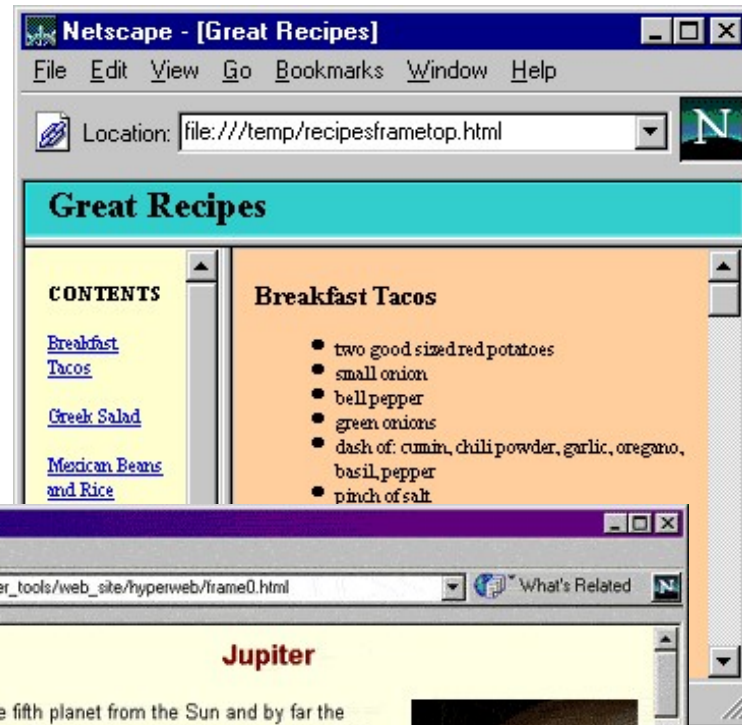 Netscape - [Great Recipes]
File Edit View Go Bookmarks Window Help
Location: file:///temp/recipesframetop.html
N
Great Recipes
CONTENTS
Breakfast
Tacos
Greek Salad
Mexican Beans
and Rice
Breakfast Tacos
two good sized red potatoes
small onion
bell pepper
green onions
dash of: cumin, chili powder, garlic, oregano,
basil, pepper
pinch of salt
er_tools/web_site/hyperweb/frame0.html What's Related N
Jupiter
fifth planet from the Sun and by far the